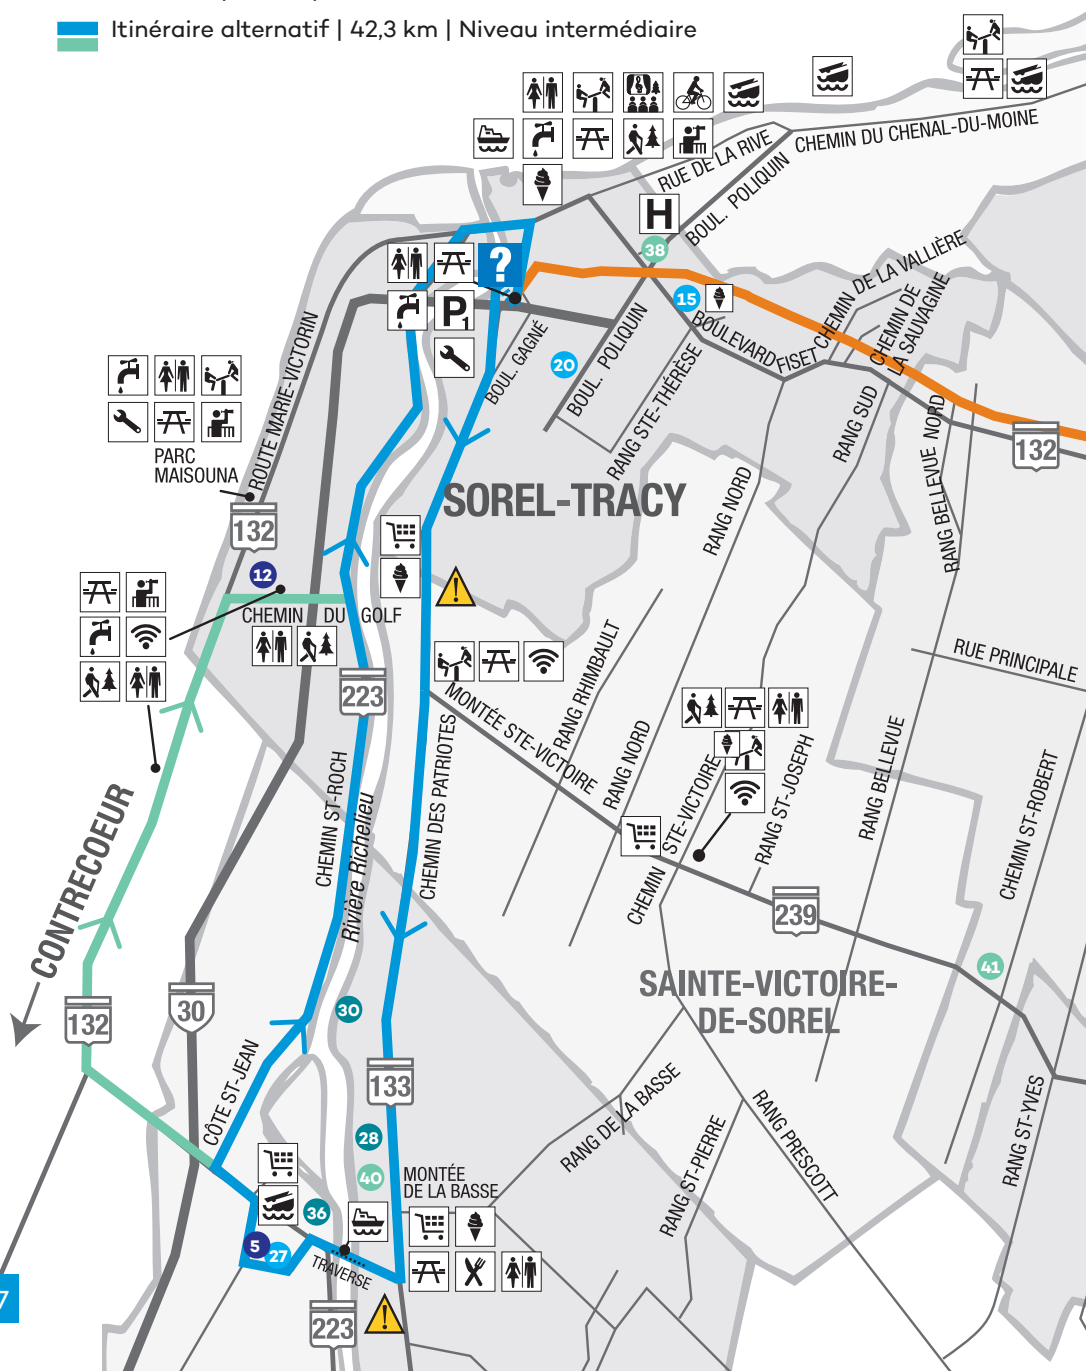 Itinéraire alternatif | 42,3 km | Niveau intermédiaire
CHEMIN DU CHENAL-DU-MOINE
RUE DE LA RIVE
BOUL. POLIQUIN
H
38
?
P1
15
CHEMIN DE LA VALLIÈRE
CHEMIN DE
LA SAUVAGINE
BOULEVARD FISET
BOUL. GAGNÉ
20
BOUL. POLIQUIN
RANG STE-THÉRÈSE
ROUTE MARIE-VICTORIN
RANG SUD
RANG BELLEVUE NORD
132
PARC
MAISOUNA
SOREL-TRACY
RANG NORD
132
12
CHEMIN DU GOLF
RUE PRINCIPALE
223
RANG RHIMBAULT
MONTÉE STE-VICTOIRE
RANG NORD
CHEMIN STE-VICTOIRE
RANG ST-JOSEPH
RANG BELLEVUE
CHEMIN ST-ROBERT
CHEMIN ST-ROCH
Rivière Richelieu
CHEMIN DES PATRIOTES
CONTRECOEUR
239
41
SAINTE-VICTOIRE-
DE-SOREL
132
30
30
CÔTE ST-JEAN
133
RANG DE LA BASSE
RANG ST-PIERRE
RANG PRESCOTT
RANG ST-YVES
28
40
MONTÉE
DE LA BASSE
36
5
27
TRAVERSE
223
7